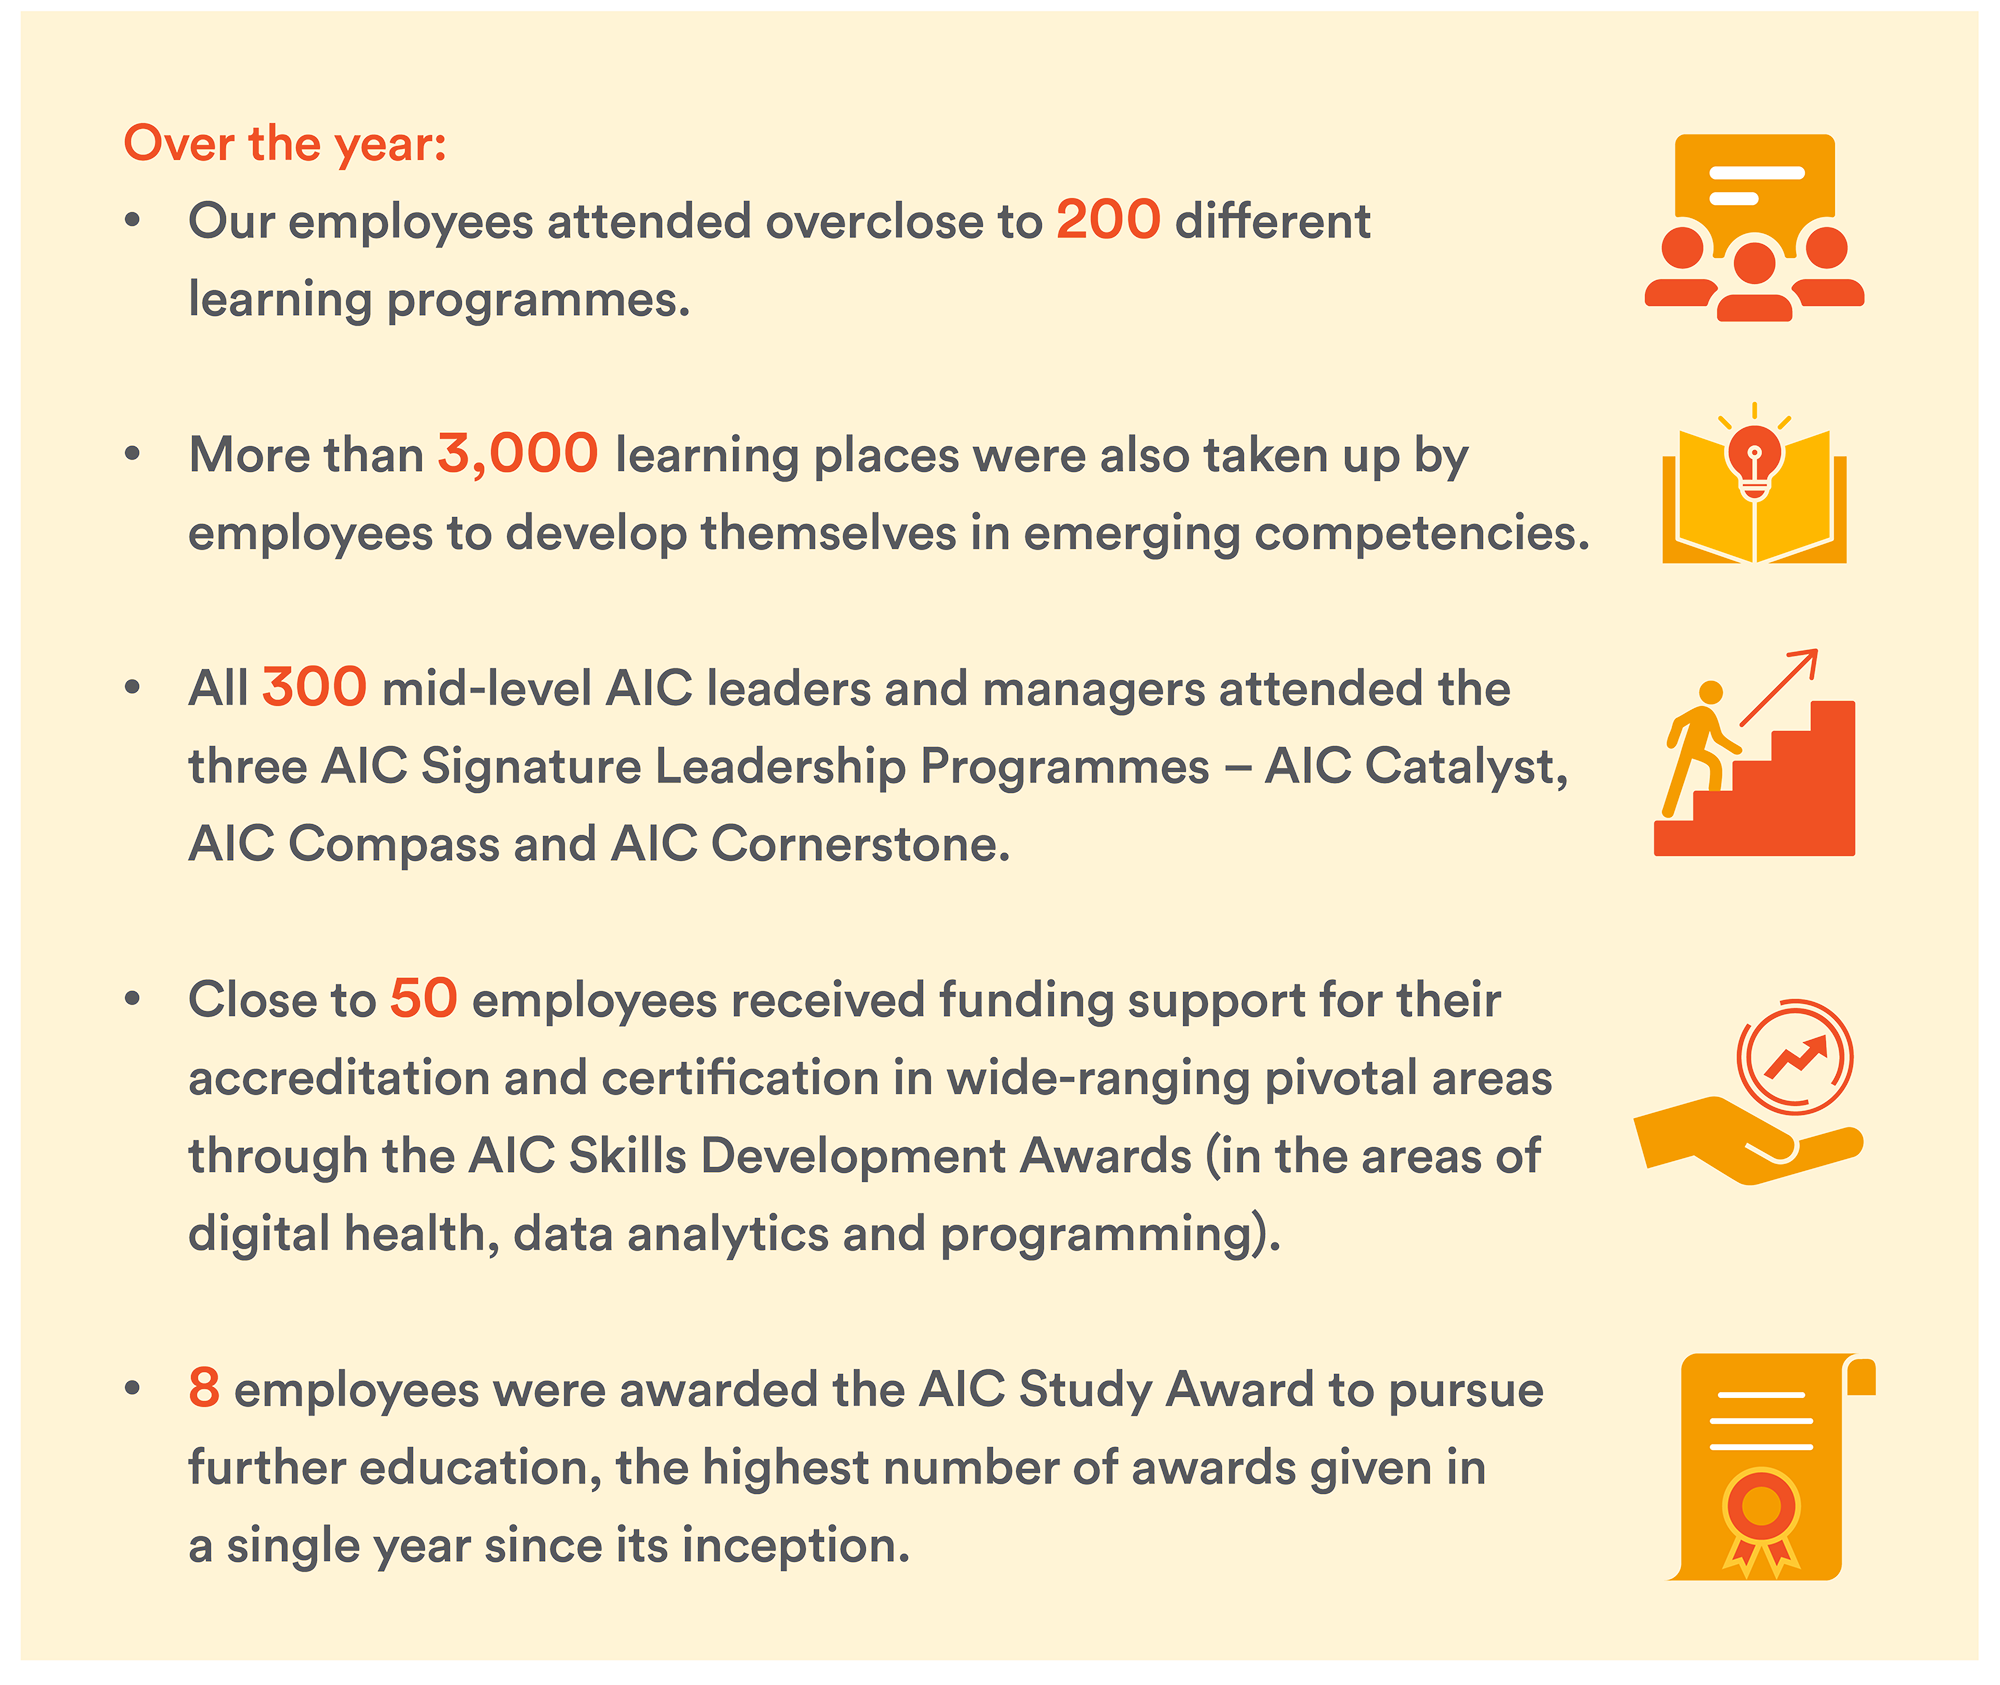 Over the year:
• Our employees attended overclose to 200 different
learning programmes.
• More than 3,000 learning places were also taken up by
employees to develop themselves in emerging competencies.
• All 300 mid-level AIC leaders and managers attended the
three AIC Signature Leadership Programmes – AIC Catalyst,
AIC Compass and AIC Cornerstone.
• Close to 50 employees received funding support for their
accreditation and certification in wide-ranging pivotal areas
through the AIC Skills Development Awards (in the areas of
digital health, data analytics and programming).
• 8 employees were awarded the AIC Study Award to pursue
further education, the highest number of awards given in
a single year since its inception.